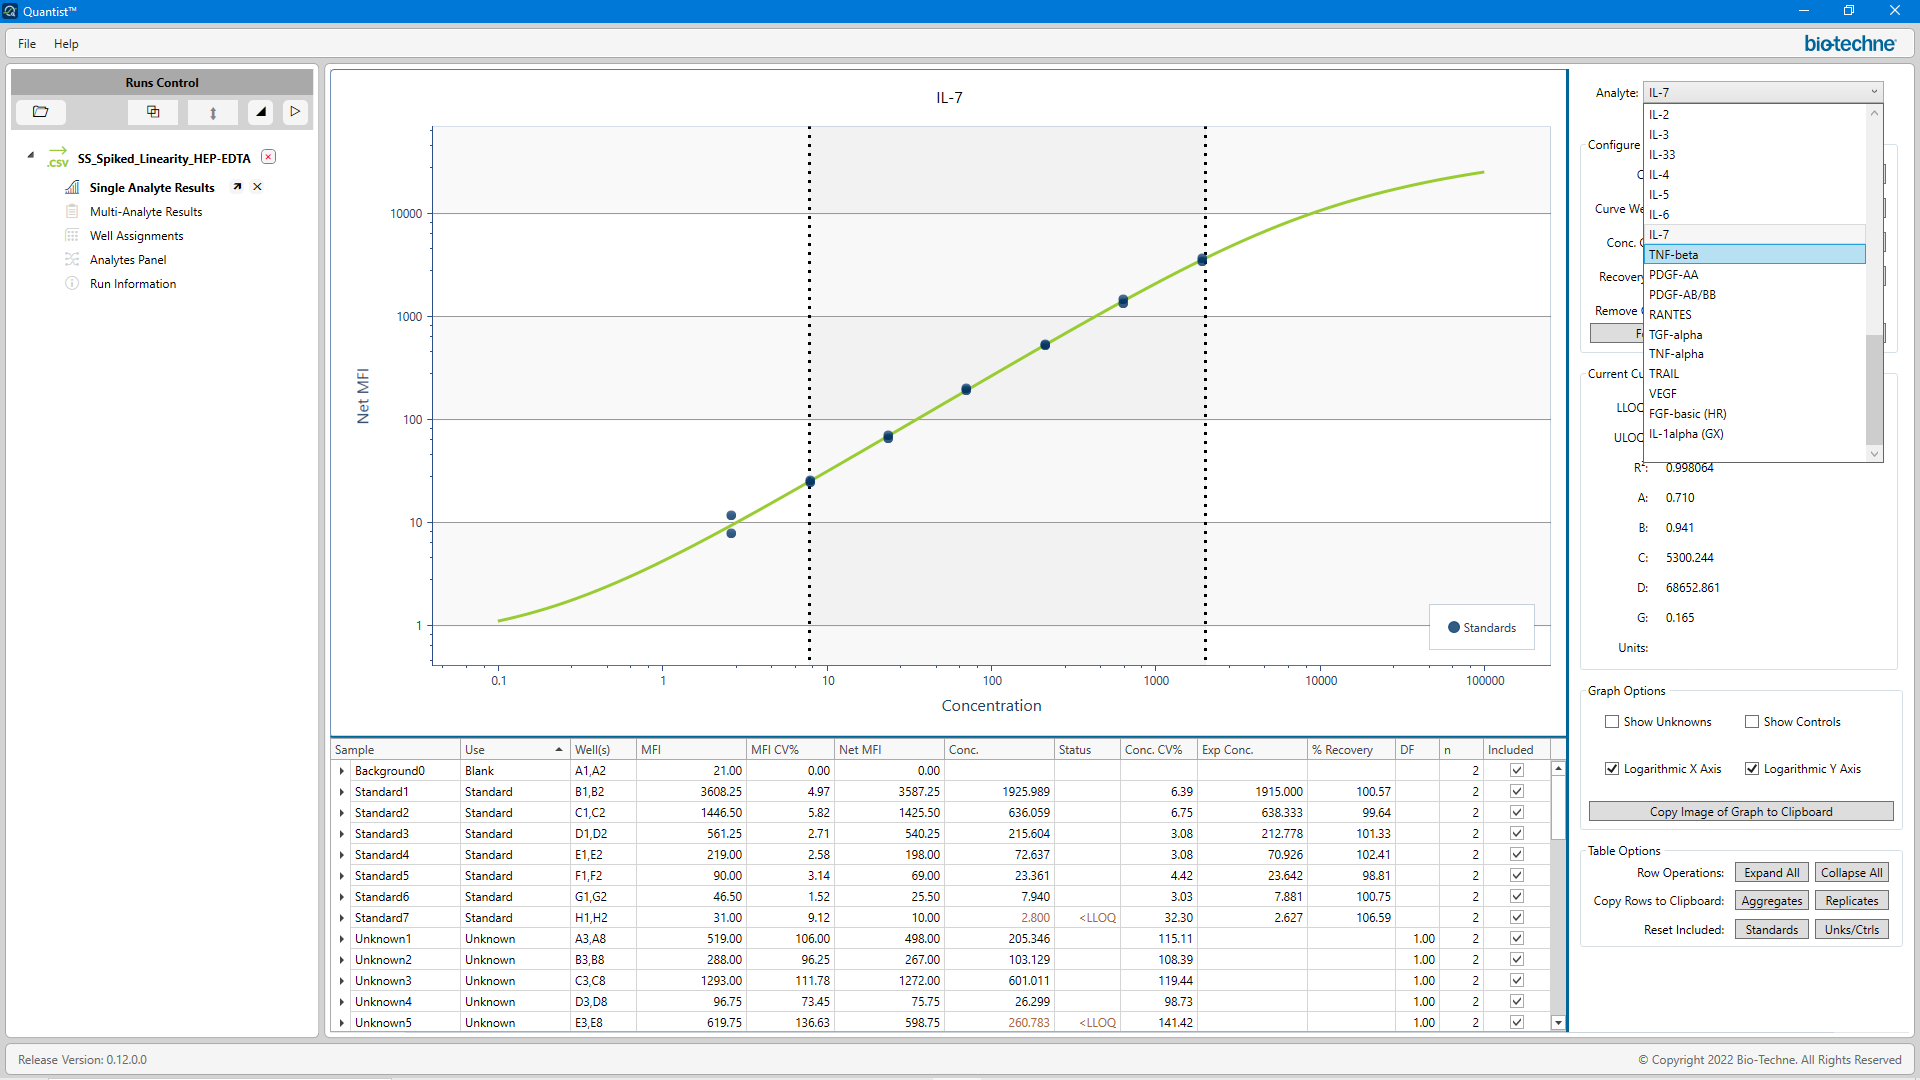 Quantist™
File Help
bio-techne
Runs Control
.CSV SS_Spiked_Linearity_HEP-EDTA
Single Analyte Results
Multi-Analyte Results
Well Assignments
Analytes Panel
Run Information
IL-7
Net MFI
10000
1000
100
10
1
0.1 1 10 100 1000 10000 100000
Concentration
Standards
Analyte: IL-7
IL-2
IL-3
IL-33
IL-4
IL-5
IL-6
IL-7
TNF-beta
PDGF-AA
PDGF-AB/BB
RANTES
TGF-alpha
TNF-alpha
TRAIL
VEGF
FGF-basic (HR)
IL-1alpha (GX)
Configure
Curve We
Conc. 
Recovery
Remove
Current Cu
LLOQ
ULOQ
R²: 0.998064
A: 0.710
B: 0.941
C: 5300.244
D: 68652.861
G: 0.165
Units:
Graph Options
Show Unknowns Show Controls
Logarithmic X Axis Logarithmic Y Axis
Copy Image of Graph to Clipboard
Table Options
Row Operations: Expand All Collapse All
Copy Rows to Clipboard: Aggregates Replicates
Reset Included: Standards Unks/Ctrls
Sample Use Well(s) MFI MFI CV% Net MFI Conc. Status Conc. CV% Exp Conc. % Recovery DF n Included
Background0 Blank A1,A2 21.00 0.00 0.00 2
Standard1 Standard B1,B2 3608.25 4.97 3587.25 1925.989 6.39 1915.000 100.57 2
Standard2 Standard C1,C2 1446.50 5.82 1425.50 636.059 6.75 638.333 99.64 2
Standard3 Standard D1,D2 561.25 2.71 540.25 215.604 3.08 212.778 101.33 2
Standard4 Standard E1,E2 219.00 2.58 198.00 72.637 3.08 70.926 102.41 2
Standard5 Standard F1,F2 90.00 3.14 69.00 23.361 4.42 23.642 98.81 2
Standard6 Standard G1,G2 46.50 1.52 25.50 7.940 3.03 7.881 100.75 2
Standard7 Standard H1,H2 31.00 9.12 10.00 2.800 <LLOQ 32.30 2.627 106.59 2
Unknown1 Unknown A3,A8 519.00 106.00 498.00 205.346 115.11 1.00 2
Unknown2 Unknown B3,B8 288.00 96.25 267.00 103.129 108.39 1.00 2
Unknown3 Unknown C3,C8 1293.00 111.78 1272.00 601.011 119.44 1.00 2
Unknown4 Unknown D3,D8 96.75 73.45 75.75 26.299 98.73 1.00 2
Unknown5 Unknown E3,E8 619.75 136.63 598.75 260.783 <LLOQ 141.42 1.00 2
Release Version: 0.12.0.0
© Copyright 2022 Bio-Techne. All Rights Reserved